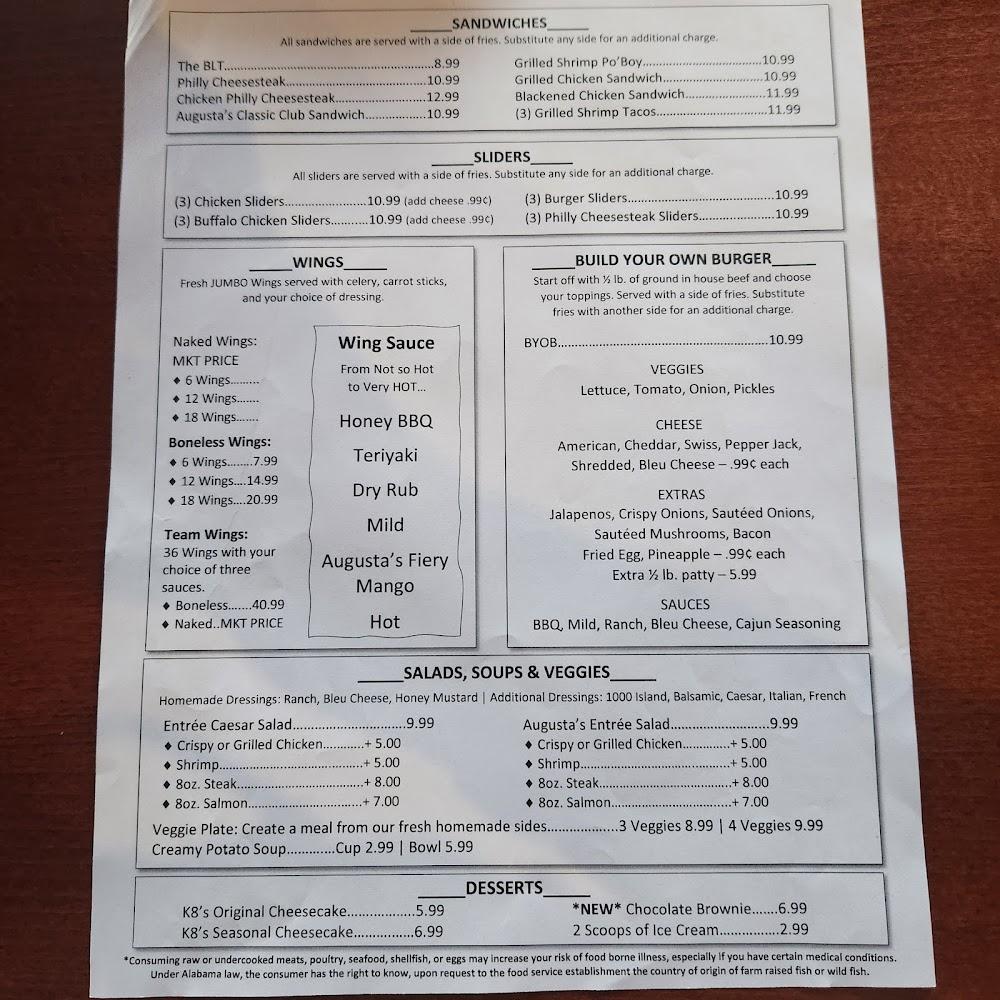 _____SANDWICHES_____
All sandwiches are served with a side of fries. Substitute any side for an additional charge.
The BLT..........................................8.99
Philly Cheesesteak............................10.99
Chicken Philly Cheesesteak..................12.99
Augusta's Classic Club Sandwich.............10.99
Grilled Shrimp Po'Boy........................10.99
Grilled Chicken Sandwich.....................10.99
Blackened Chicken Sandwich................11.99
(3) Grilled Shrimp Tacos......................11.99
_____SLIDERS_____
All sliders are served with a side of fries. Substitute any side for an additional charge.
(3) Chicken Sliders....................10.99 (add cheese .99¢)
(3) Buffalo Chicken Sliders...........10.99 (add cheese .99¢)
(3) Burger Sliders..............................10.99
(3) Philly Cheesesteak Sliders...............10.99
_____WINGS_____
Fresh JUMBO Wings served with celery, carrot sticks,
and your choice of dressing.
Naked Wings:
MKT PRICE
♦ 6 Wings.........
♦ 12 Wings.......
♦ 18 Wings.......
Boneless Wings:
♦ 6 Wings........7.99
♦ 12 Wings....14.99
♦ 18 Wings....20.99
Team Wings:
36 Wings with your
choice of three
sauces.
♦ Boneless.......40.99
♦ Naked..MKT PRICE
Wing Sauce
From Not so Hot
to Very HOT...
Honey BBQ
Teriyaki
Dry Rub
Mild
Augusta's Fiery
Mango
Hot
_____BUILD YOUR OWN BURGER_____
Start off with ½ lb. of ground in house beef and choose
your toppings. Served with a side of fries. Substitute
fries with another side for an additional charge.
BYOB...........................................10.99
VEGGIES
Lettuce, Tomato, Onion, Pickles
CHEESE
American, Cheddar, Swiss, Pepper Jack,
Shredded, Bleu Cheese – .99¢ each
EXTRAS
Jalapenos, Crispy Onions, Sautéed Onions,
Sautéed Mushrooms, Bacon
Fried Egg, Pineapple – .99¢ each
Extra ½ lb. patty – 5.99
SAUCES
BBQ, Mild, Ranch, Bleu Cheese, Cajun Seasoning
_____SALADS, SOUPS & VEGGIES_____
Homemade Dressings: Ranch, Bleu Cheese, Honey Mustard | Additional Dressings: 1000 Island, Balsamic, Caesar, Italian, French
Entrée Caesar Salad..........................9.99
♦ Crispy or Grilled Chicken............+ 5.00
♦ Shrimp.................................+ 5.00
♦ 8oz. Steak.............................+ 8.00
♦ 8oz. Salmon..........................+ 7.00
Augusta's Entrée Salad.......................9.99
♦ Crispy or Grilled Chicken.............+ 5.00
♦ Shrimp..................................+ 5.00
♦ 8oz. Steak..............................+ 8.00
♦ 8oz. Salmon...........................+ 7.00
Veggie Plate: Create a meal from our fresh homemade sides..................3 Veggies 8.99 | 4 Veggies 9.99
Creamy Potato Soup............Cup 2.99 | Bowl 5.99
_____DESSERTS_____
K8's Original Cheesecake.................5.99
K8's Seasonal Cheesecake...............6.99
*NEW* Chocolate Brownie.......6.99
2 Scoops of Ice Cream...............2.99
*Consuming raw or undercooked meats, poultry, seafood, shellfish, or eggs may increase your risk of food borne illness, especially if you have certain medical conditions.
Under Alabama law, the consumer has the right to know, upon request to the food service establishment the country of origin of farm raised fish or wild fish.